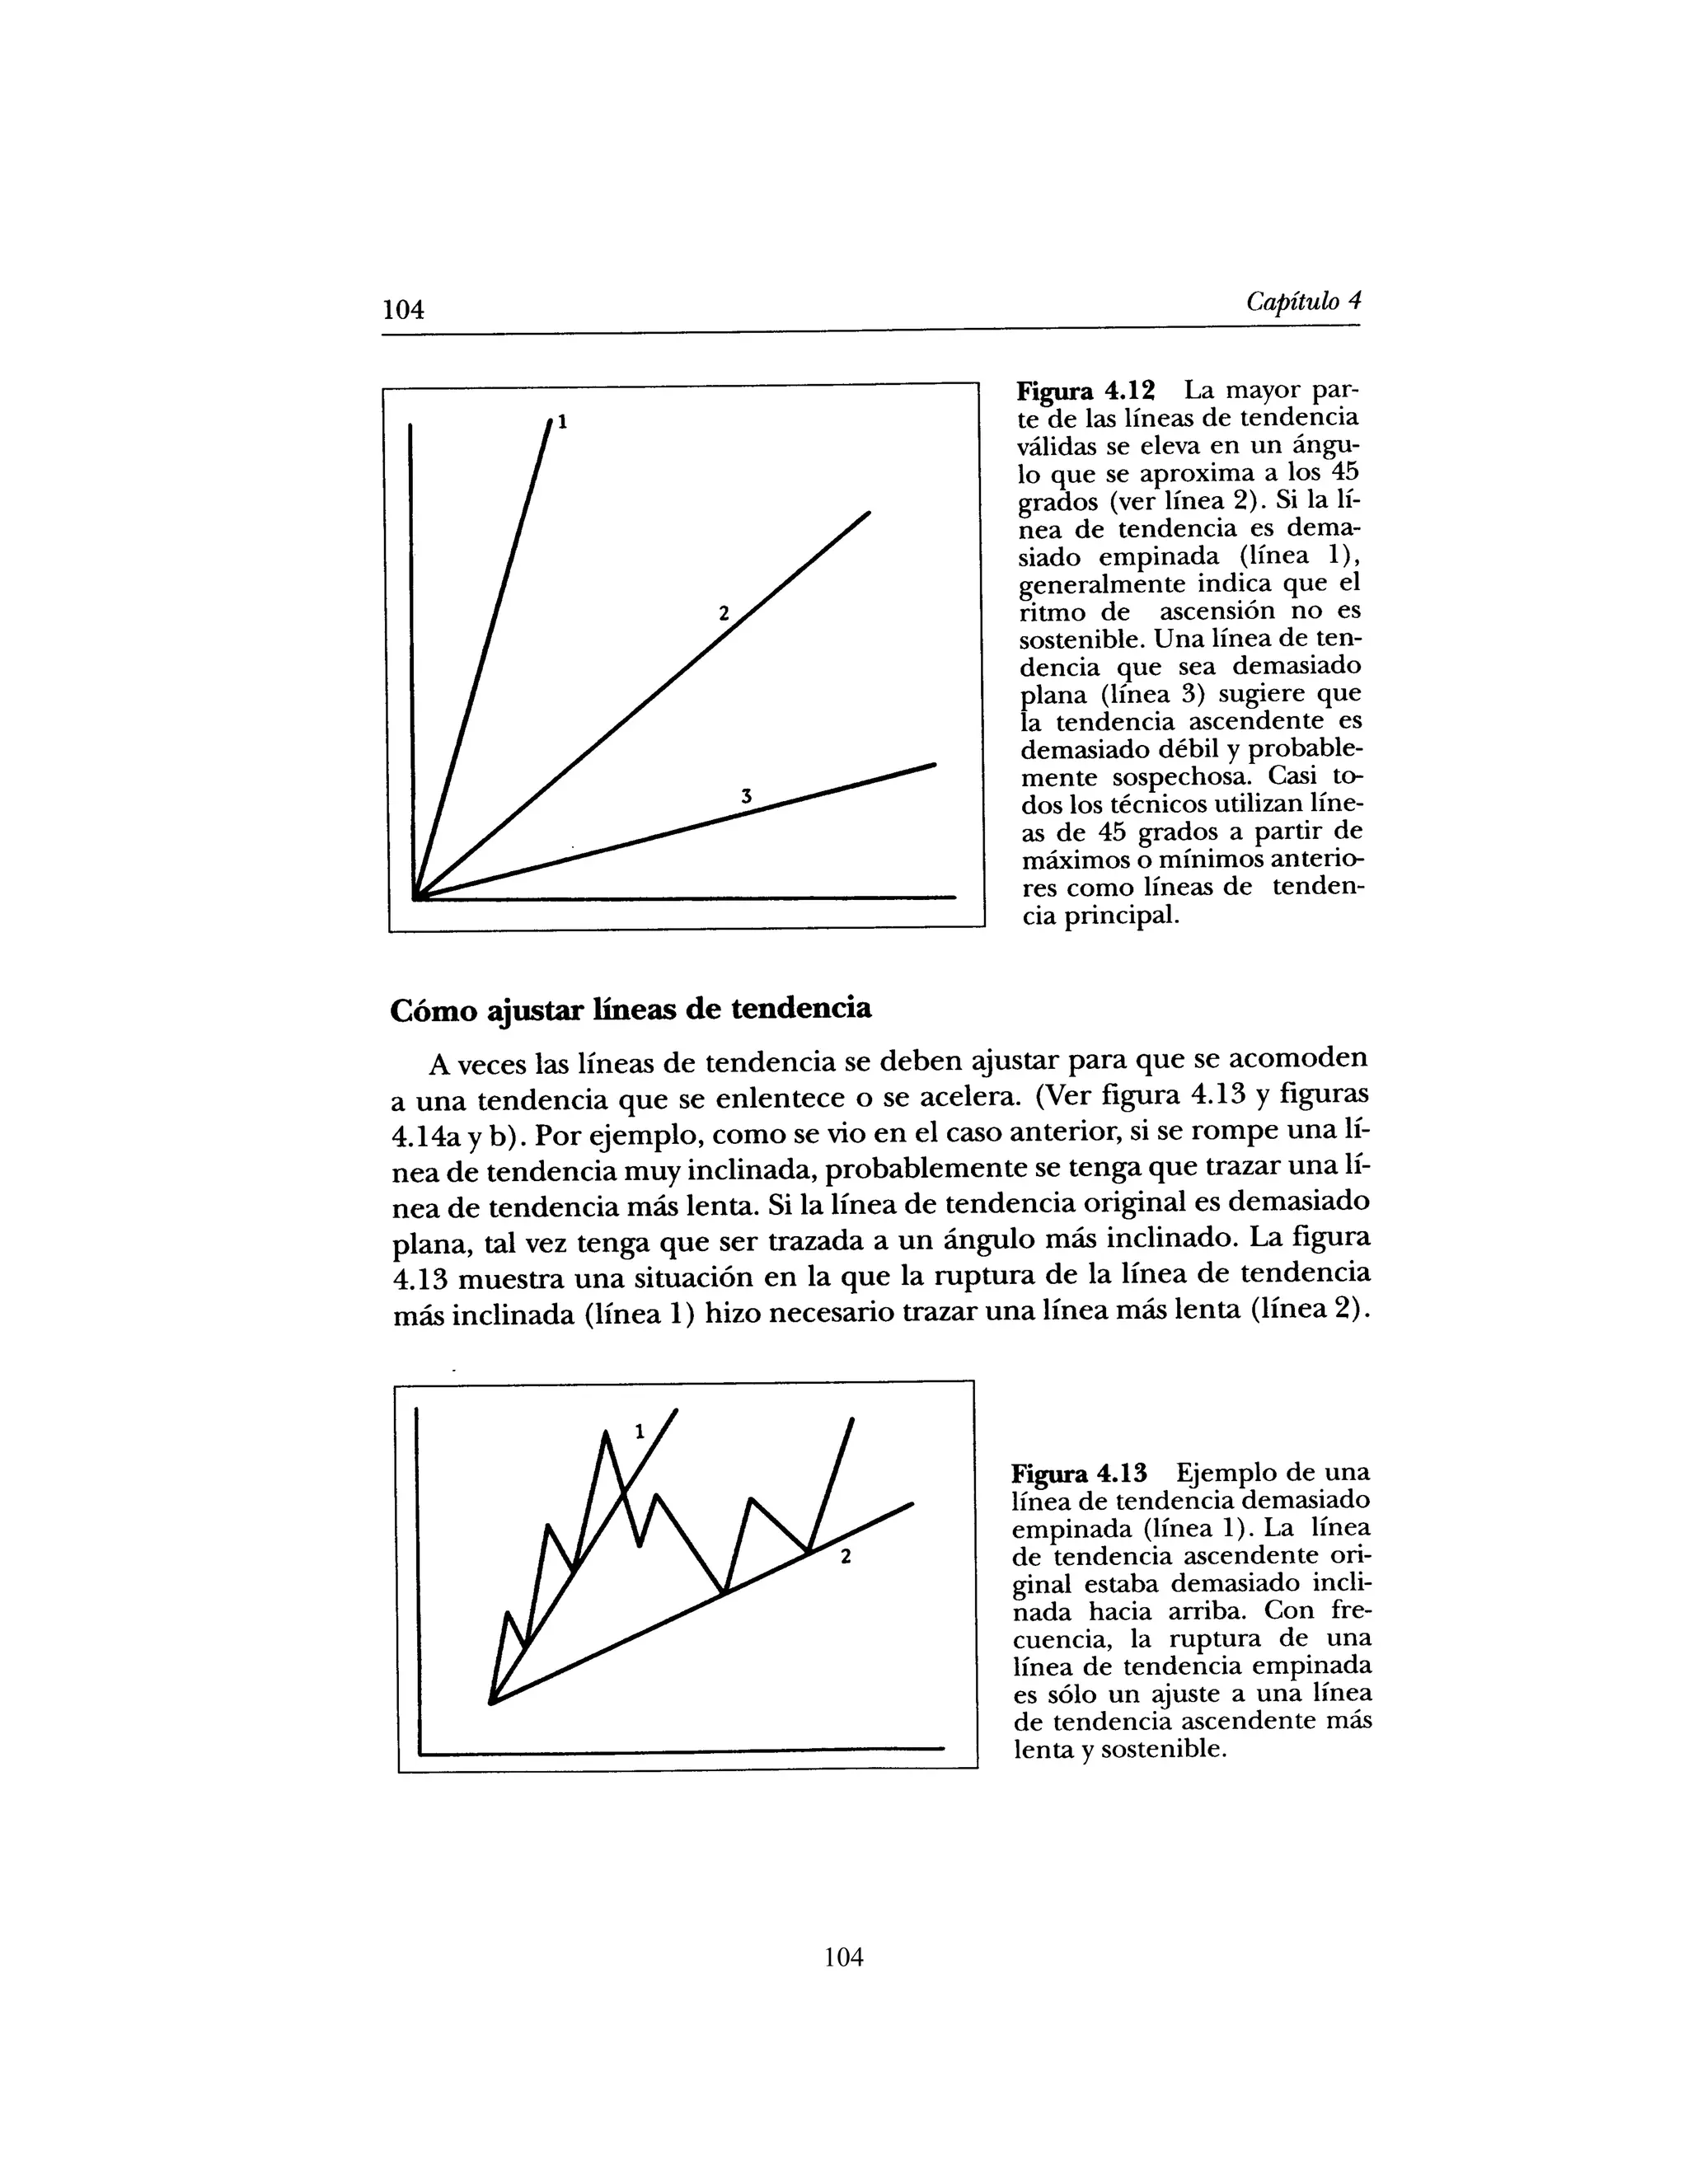 104
Capítulo 4
1
2
3
Figura 4.12 La mayor par-
te de las líneas de tendencia
válidas se eleva en un ángu-
lo que se aproxima a los 45
grados (ver línea 2). Si la lí-
nea de tendencia es dema-
siado empinada (línea 1),
generalmente indica que el
ritmo de ascensión no es
sostenible. Una línea de ten-
dencia que sea demasiado
plana (línea 3) sugiere que
la tendencia ascendente es
demasiado débil y probable-
mente sospechosa. Casi to-
dos los técnicos utilizan líne-
as de 45 grados a partir de
máximos o mínimos anterio-
res como líneas de tenden-
cia principal.
Cómo ajustar líneas de tendencia
A veces las líneas de tendencia se deben ajustar para que se acomoden
a una tendencia que se enlentece o se acelera. (Ver figura 4.13 y figuras
4.14a y b). Por ejemplo, como se vio en el caso anterior, si se rompe una lí-
nea de tendencia muy inclinada, probablemente se tenga que trazar una lí-
nea de tendencia más lenta. Si la línea de tendencia original es demasiado
plana, tal vez tenga que ser trazada a un ángulo más inclinado. La figura
4.13 muestra una situación en la que la ruptura de la línea de tendencia
más inclinada (línea 1) hizo necesario trazar una línea más lenta (línea 2).
1
2
Figura 4.13 Ejemplo de una
línea de tendencia demasiado
empinada (línea 1). La línea
de tendencia ascendente ori-
ginal estaba demasiado incli-
nada hacia arriba. Con fre-
cuencia, la ruptura de una
línea de tendencia empinada
es sólo un ajuste a una línea
de tendencia ascendente más
lenta y sostenible.
104